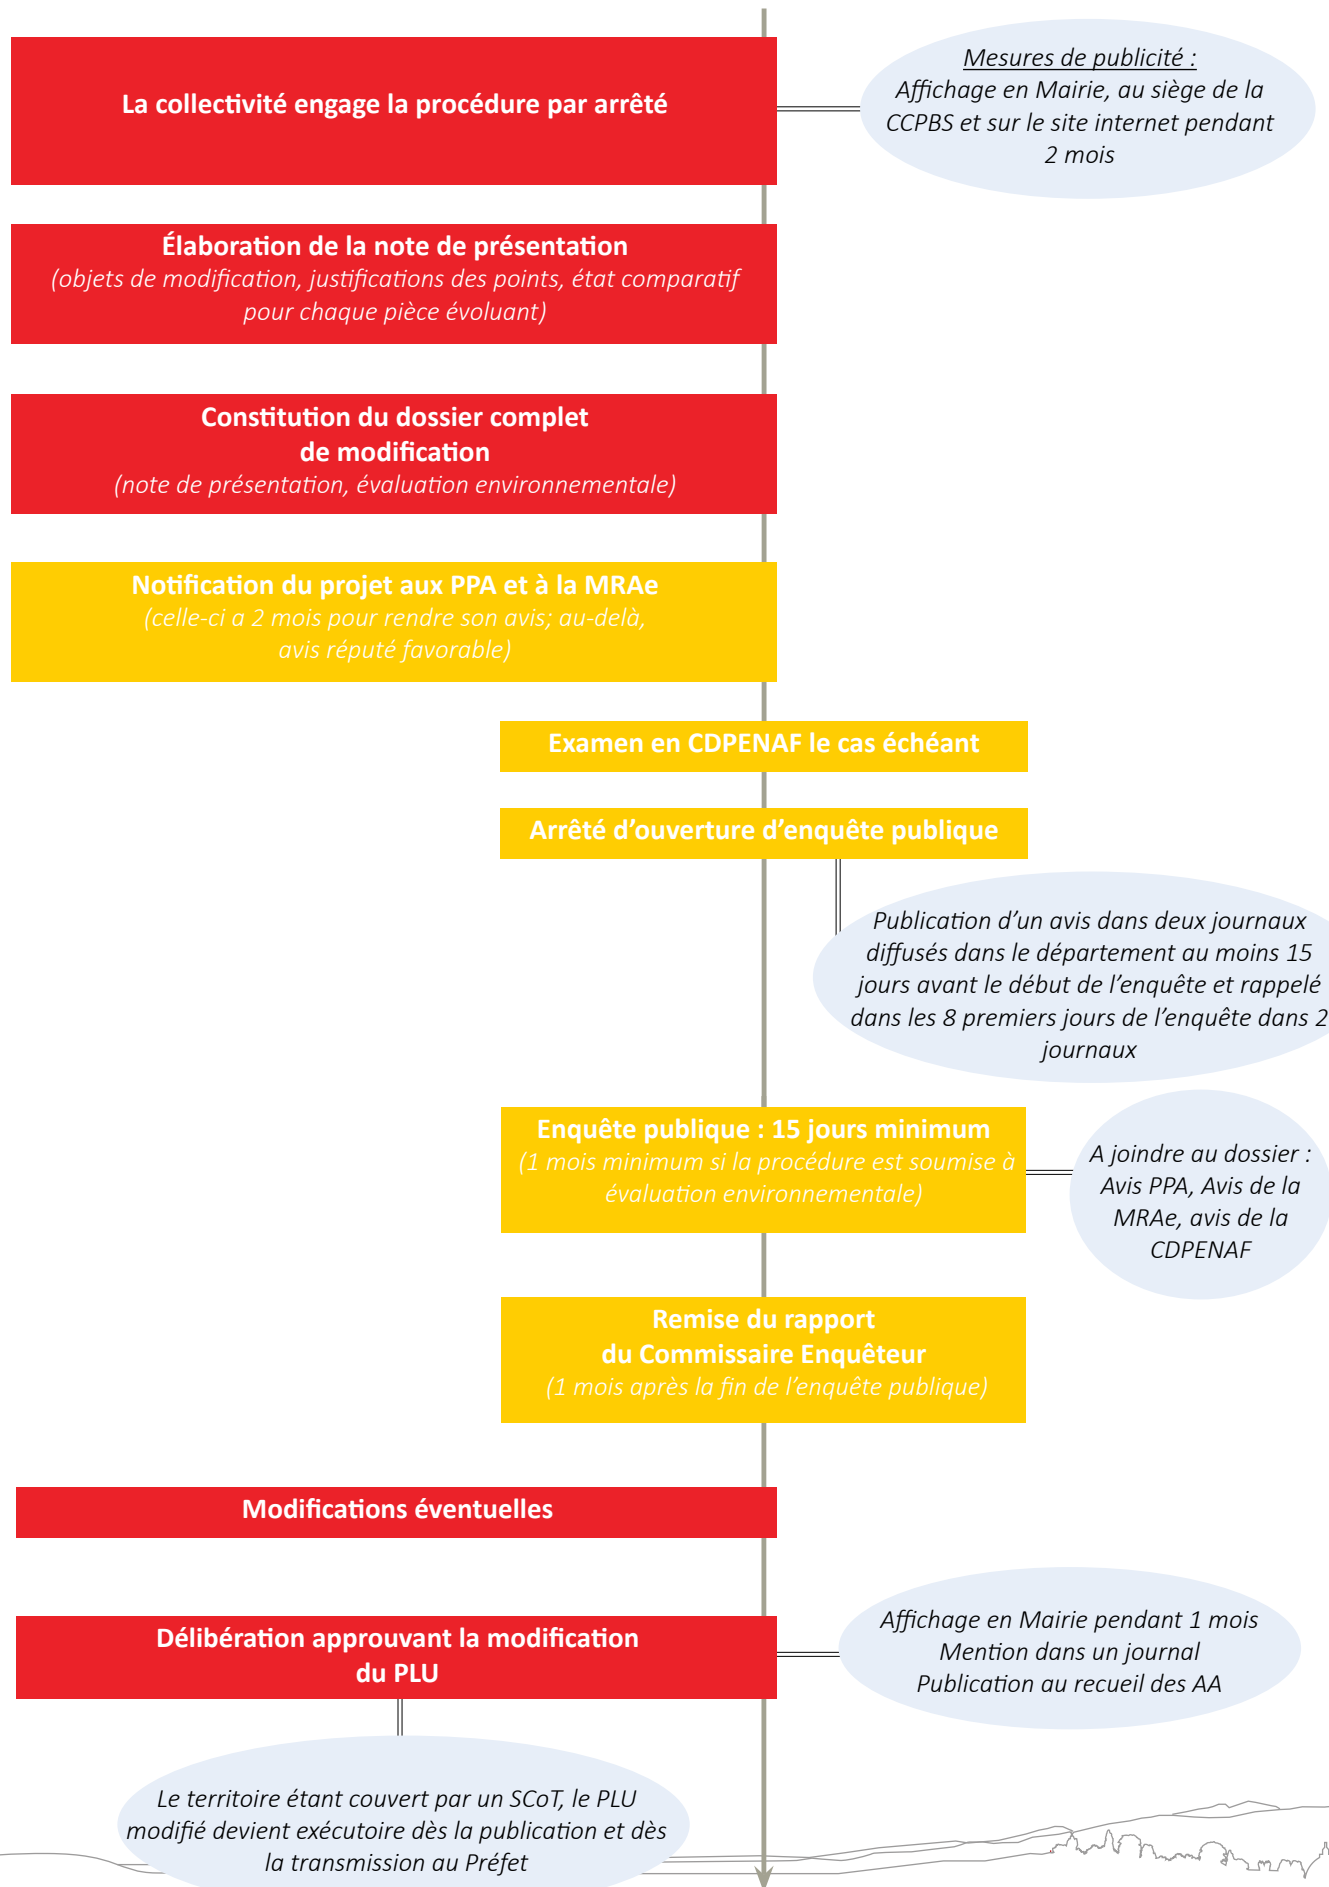 La collectivité engage la procédure par arrêté
Mesures de publicité :
Affichage en Mairie, au siège de la
CCPBS et sur le site internet pendant
2 mois
Élaboration de la note de présentation
(objets de modification, justifications des points, état comparatif
pour chaque pièce évoluant)
Constitution du dossier complet
de modification
(note de présentation, évaluation environnementale)
Notification du projet aux PPA et à la MRAe
(celle-ci a 2 mois pour rendre son avis; au-delà,
avis réputé favorable)
Examen en CDPENAF le cas échéant
Arrêté d’ouverture d’enquête publique
Publication d’un avis dans deux journaux
diffusés dans le département au moins 15
jours avant le début de l’enquête et rappelé
dans les 8 premiers jours de l’enquête dans 2
journaux
Enquête publique : 15 jours minimum
(1 mois minimum si la procédure est soumise à
évaluation environnementale)
A joindre au dossier :
Avis PPA, Avis de la
MRAe, avis de la
CDPENAF
Remise du rapport
du Commissaire Enquêteur
(1 mois après la fin de l’enquête publique)
Modifications éventuelles
Délibération approuvant la modification
du PLU
Affichage en Mairie pendant 1 mois
Mention dans un journal
Publication au recueil des AA
Le territoire étant couvert par un SCoT, le PLU
modifié devient exécutoire dès la publication et dès
la transmission au Préfet